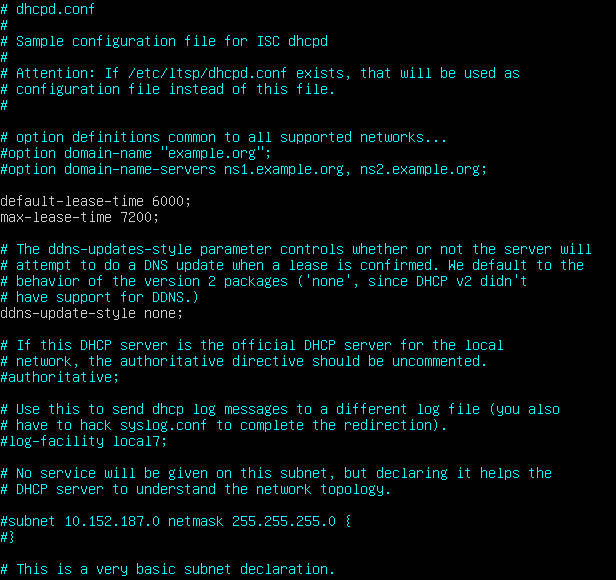 # dhcpd.conf
#
# Sample configuration file for ISC dhcpd
#
# Attention: If /etc/ltsp/dhcpd.conf exists, that will be used as
# configuration file instead of this file.
#
# option definitions common to all supported networks...
#option domain-name "example.org";
#option domain-name-servers ns1.example.org, ns2.example.org;
default-lease-time 6000;
max-lease-time 7200;
# The ddns-updates-style parameter controls whether or not the server will
# attempt to do a DNS update when a lease is confirmed. We default to the
# behavior of the version 2 packages ('none', since DHCP v2 didn't
# have support for DDNS.)
ddns-update-style none;
# If this DHCP server is the official DHCP server for the local
# network, the authoritative directive should be uncommented.
#authoritative;
# Use this to send dhcp log messages to a different log file (you also
# have to hack syslog.conf to complete the redirection).
#log-facility local7;
# No service will be given on this subnet, but declaring it helps the
# DHCP server to understand the network topology.
#subnet 10.152.187.0 netmask 255.255.255.0 {
#}
# This is a very basic subnet declaration.